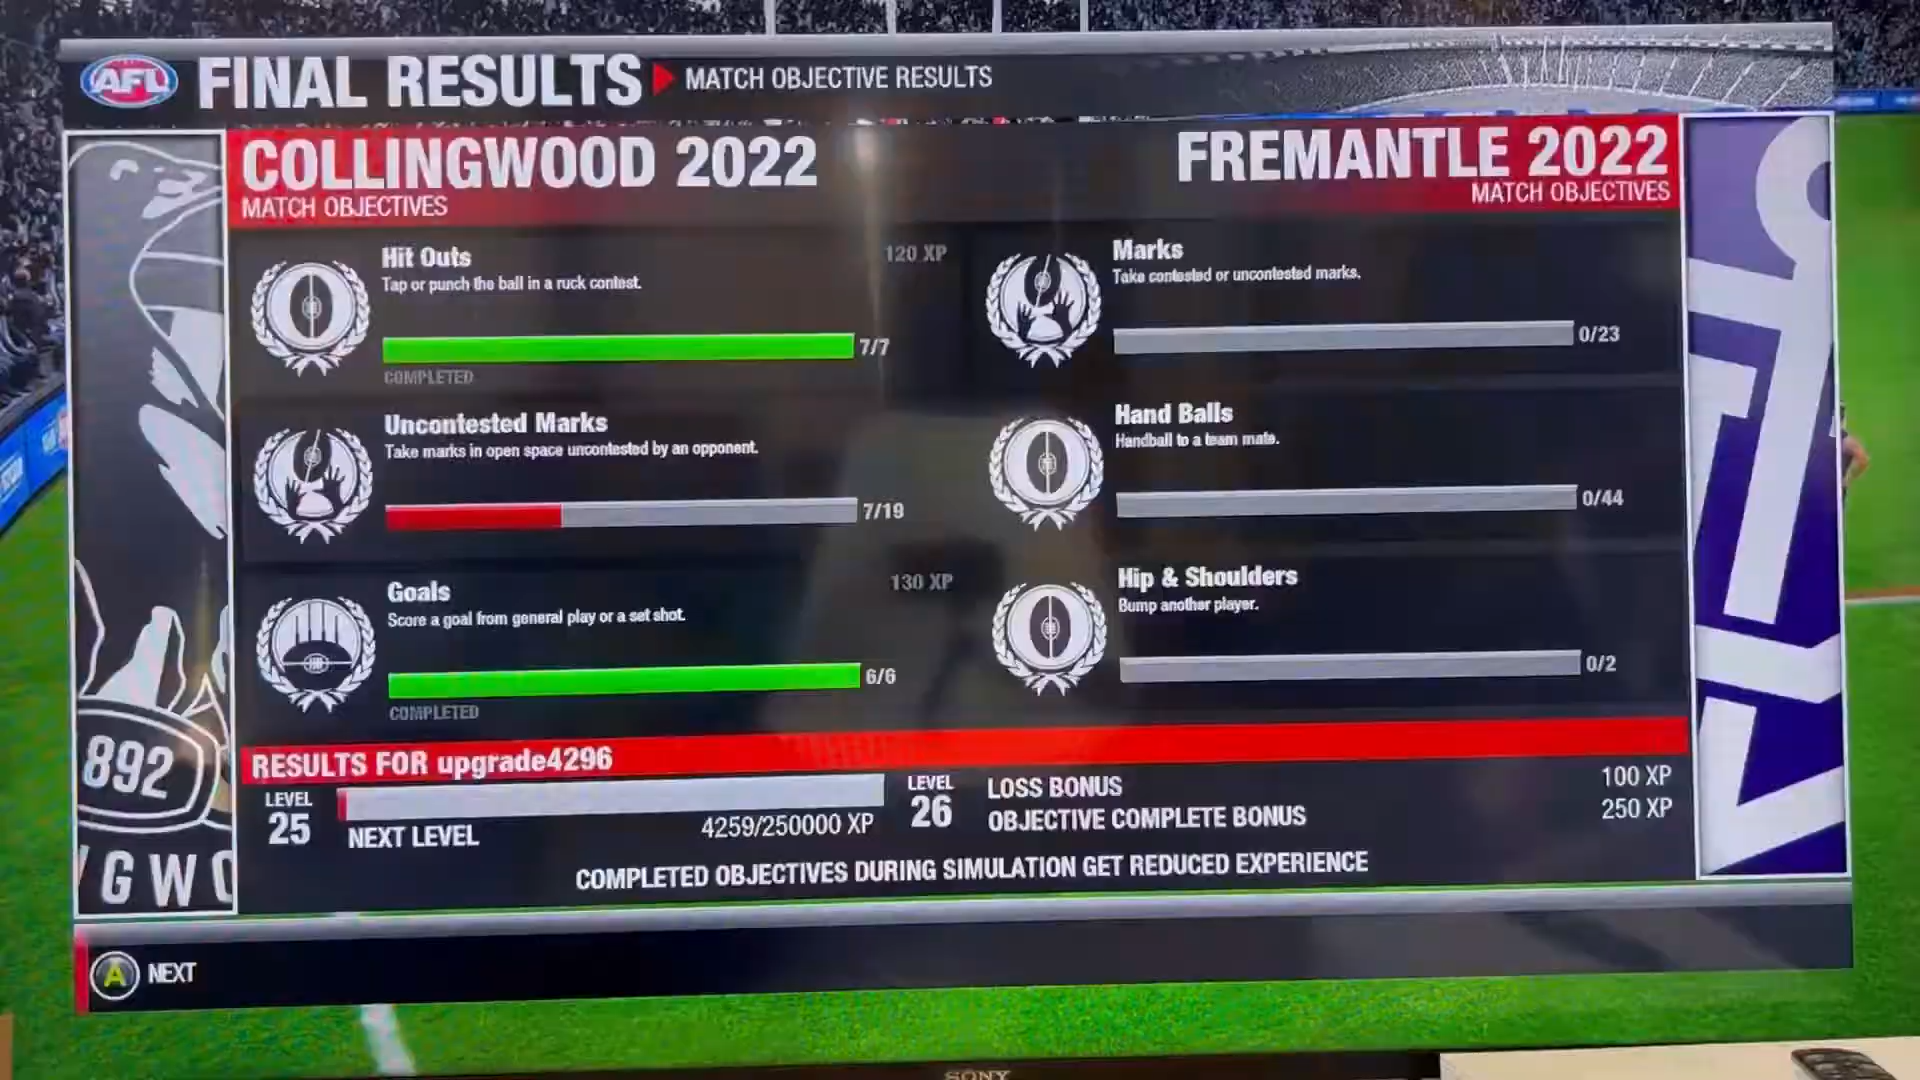 AFL FINAL RESULTS MATCH OBJECTIVE RESULTS
COLLINGWOOD 2022
MATCH OBJECTIVES
FREMANTLE 2022
MATCH OBJECTIVES
Hit Outs
120 XP
Tap or punch the ball in a ruck contest.
7/7
COMPLETED
Uncontested Marks
Take marks in open space uncontested by an opponent.
7/19
Goals
130 XP
Score a goal from general play or a set shot.
6/6
COMPLETED
Marks
Take contested or uncontested marks.
0/23
Hand Balls
Handball to a team mate.
0/44
Hip & Shoulders
Bump another player.
0/2
892
GWO
RESULTS FOR upgrade4296
LEVEL
25
NEXT LEVEL
4259/250000 XP
LEVEL
26
LOSS BONUS
100 XP
OBJECTIVE COMPLETE BONUS
250 XP
COMPLETED OBJECTIVES DURING SIMULATION GET REDUCED EXPERIENCE
A NEXT
SONY